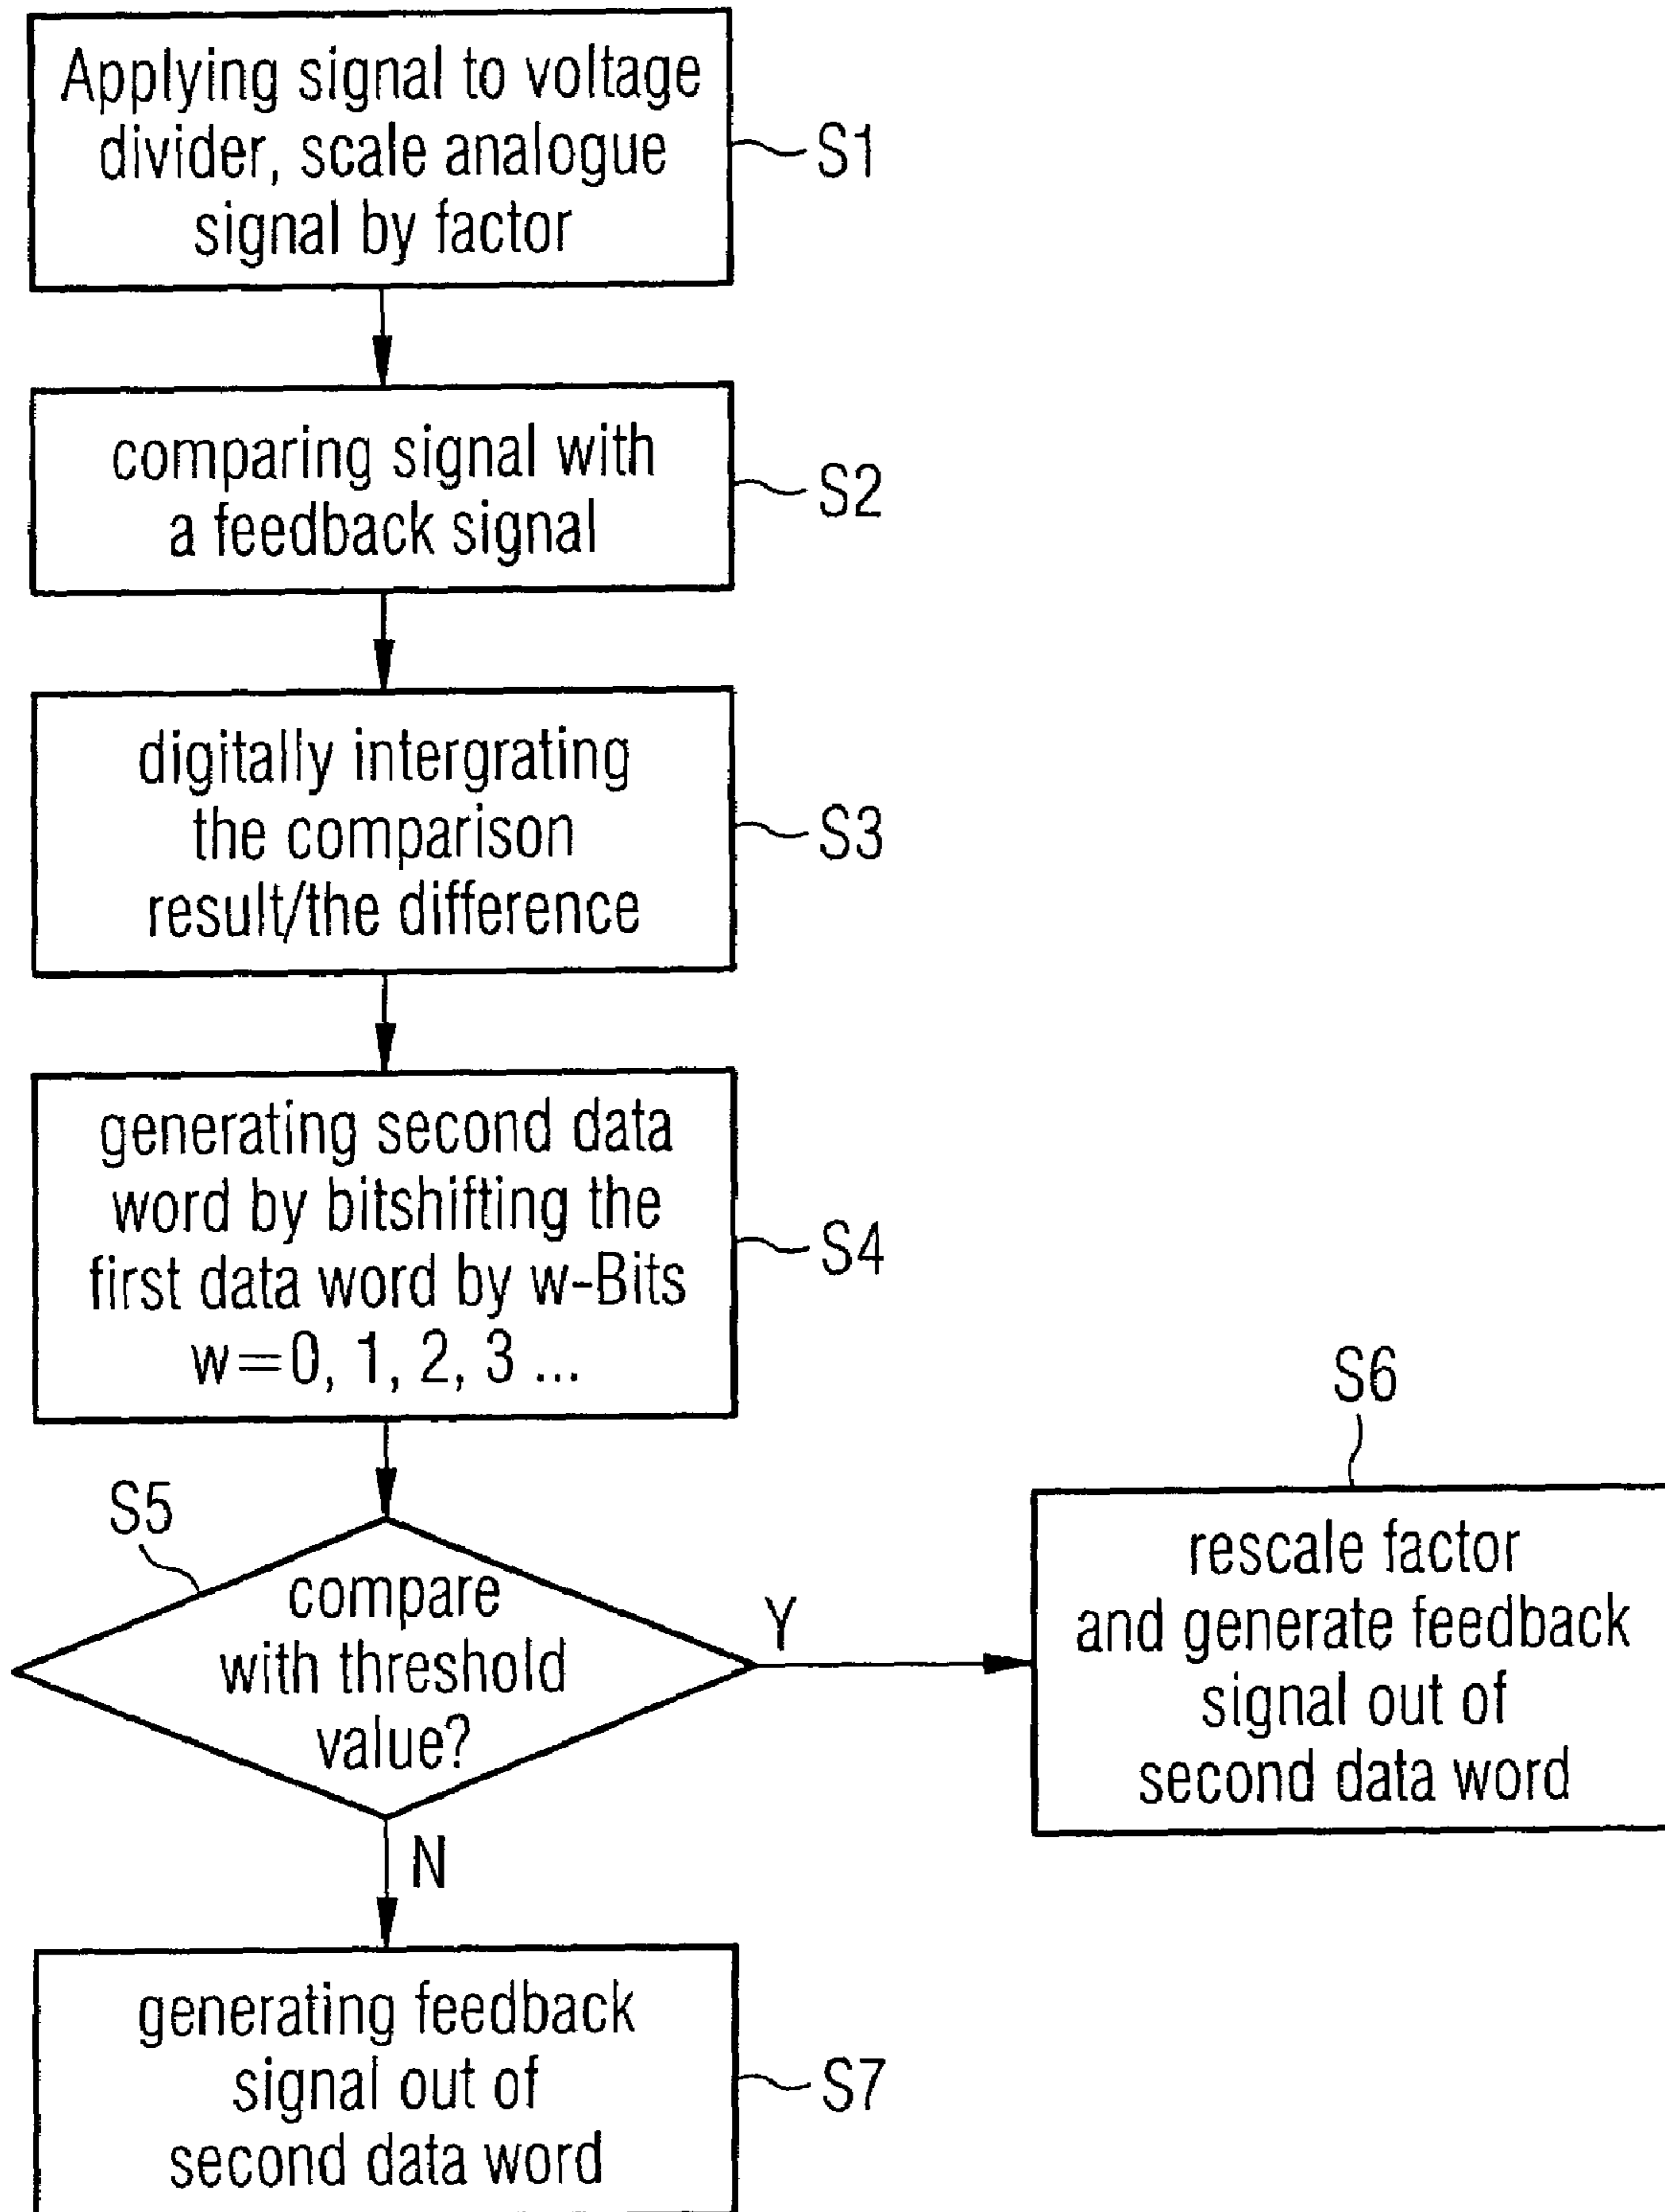 Applying signal to voltage
divider, scale analogue
signal by factor
S1
comparing signal with
a feedback signal
S2
digitally intergrating
the comparison
result/the difference
S3
generating second data
word by bitshifting the
first data word by w-Bits
w=0, 1, 2, 3 ...
S4
S5
compare
with threshold
value?
Y
N
S6
rescale factor
and generate feedback
signal out of
second data word
generating feedback
signal out of
second data word
S7